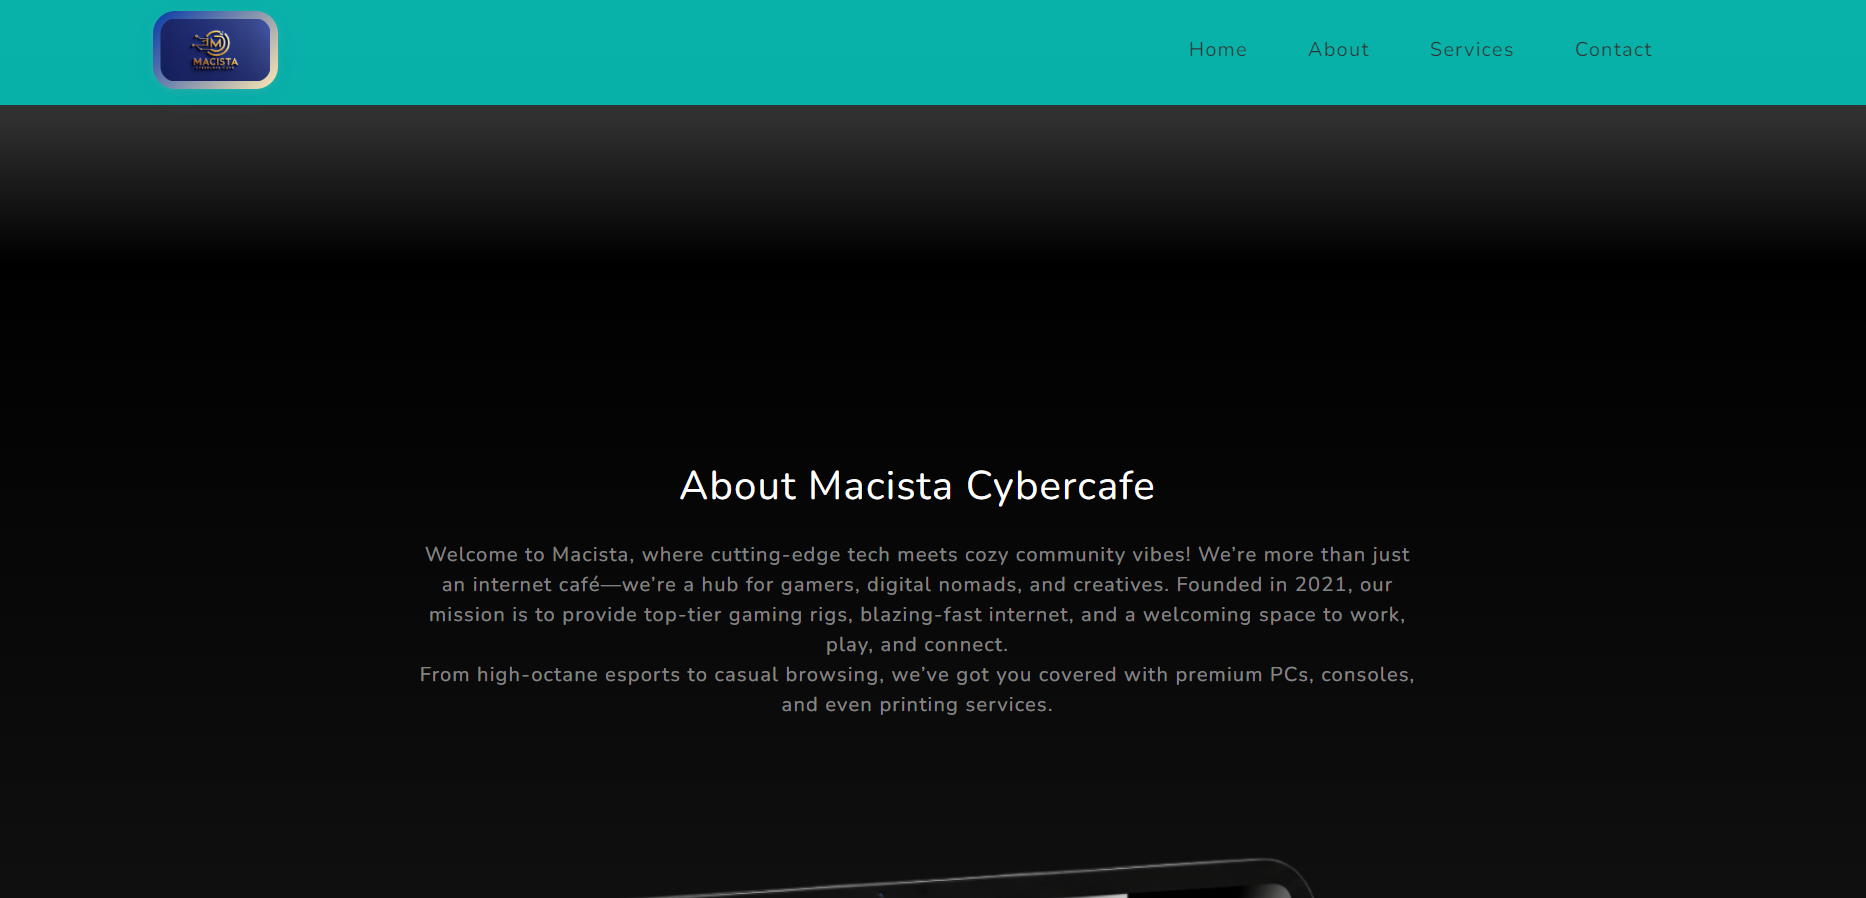 MACISTA
Home
About
Services
Contact
About Macista Cybercafe
Welcome to Macista, where cutting-edge tech meets cozy community vibes! We’re more than just
an internet café—we’re a hub for gamers, digital nomads, and creatives. Founded in 2021, our
mission is to provide top-tier gaming rigs, blazing-fast internet, and a welcoming space to work,
play, and connect.
From high-octane esports to casual browsing, we’ve got you covered with premium PCs, consoles,
and even printing services.